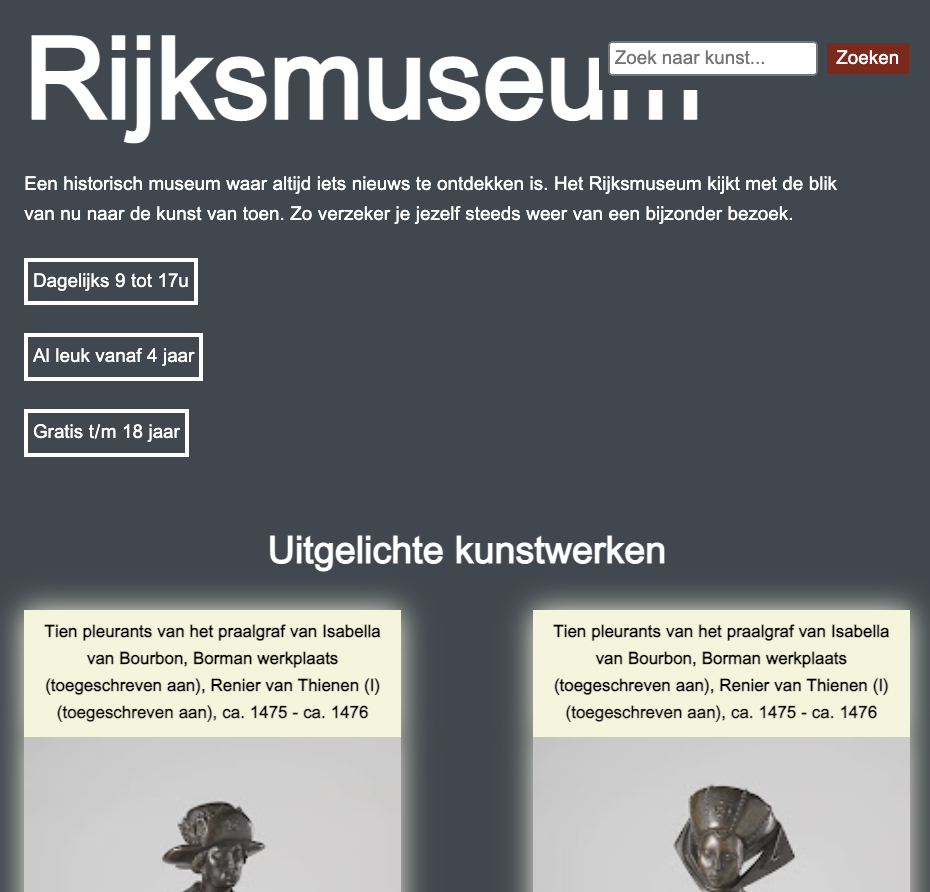 Rijksmuseum
Zoek naar kunst...
Zoeken
Een historisch museum waar altijd iets nieuws te ontdekken is. Het Rijksmuseum kijkt met de blik
van nu naar de kunst van toen. Zo verzeker je jezelf steeds weer van een bijzonder bezoek.
Dagelijks 9 tot 17u
Al leuk vanaf 4 jaar
Gratis t/m 18 jaar
Uitgelichte kunstwerken
Tien pleurants van het praalgraf van Isabella
van Bourbon, Borman werkplaats
(toegeschreven aan), Renier van Thienen (I)
(toegeschreven aan), ca. 1475 - ca. 1476
Tien pleurants van het praalgraf van Isabella
van Bourbon, Borman werkplaats
(toegeschreven aan), Renier van Thienen (I)
(toegeschreven aan), ca. 1475 - ca. 1476